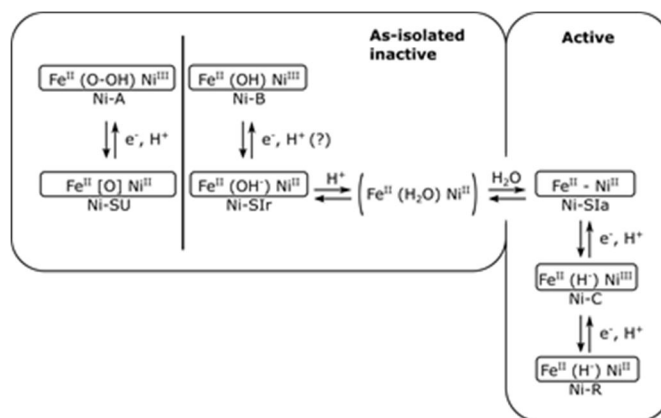 As-isolated
inactive
Active
Feᴵᴵ (O-OH) Niᴵᴵᴵ
Ni-A
Feᴵᴵ (OH) Niᴵᴵᴵ
Ni-B
e⁻, H⁺
e⁻, H⁺ (?)
Feᴵᴵ [O] Niᴵᴵ
Ni-SU
Feᴵᴵ (OH⁻) Niᴵᴵ
Ni-SIr
H⁺
(Feᴵᴵ (H₂O) Niᴵᴵ)
H₂O
Feᴵᴵ - Niᴵᴵ
Ni-SIa
e⁻, H⁺
Feᴵᴵ (H⁻) Niᴵᴵᴵ
Ni-C
e⁻, H⁺
Feᴵᴵ (H⁻) Niᴵᴵ
Ni-R